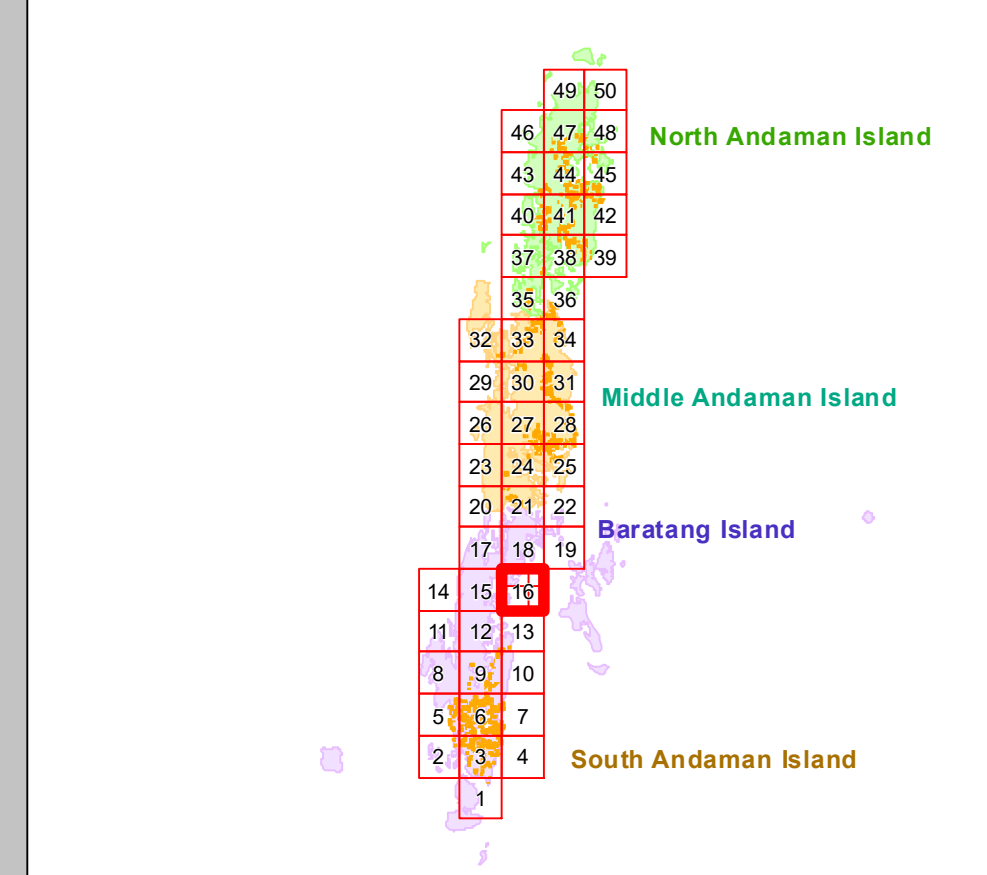 49 50
46 47 48 North Andaman Island
43 44 45
40 41 42
37 38 39
35 36
32 33 34
29 30 31 Middle Andaman Island
26 27 28
23 24 25
20 21 22
Baratang Island
17 18 19
14 15 16
11 12 13
8 9 10
5 6 7
2 3 4 South Andaman Island
1